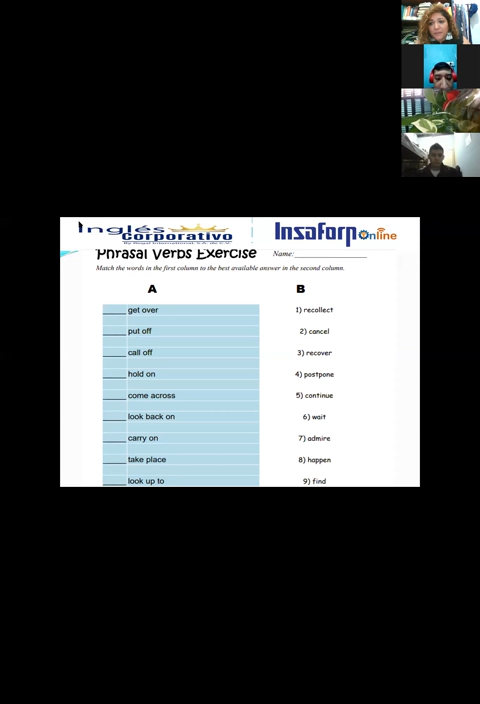 Inglés
Corporativo
Insaforp Online
Phrasal Verbs Exercise
Name:
Match the words in the first column to the best available answer in the second column.
A B
get over 1) recollect
put off 2) cancel
call off 3) recover
hold on 4) postpone
come across 5) continue
look back on 6) wait
carry on 7) admire
take place 8) happen
look up to 9) find